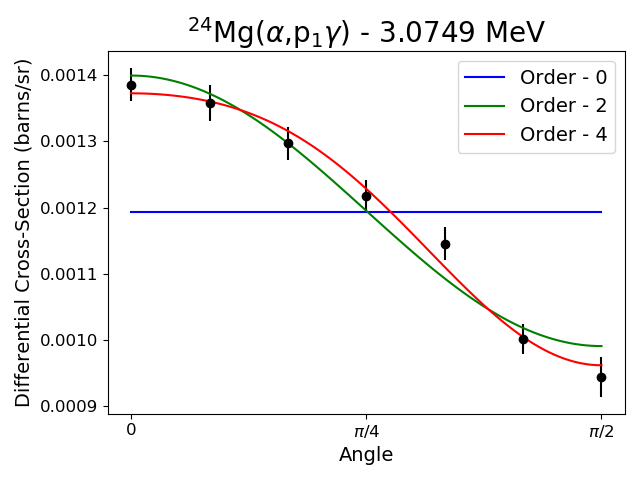 ²⁴Mg(α,p₁γ) - 3.0749 MeV
Order - 0
Order - 2
Order - 4
Differential Cross-Section (barns/sr)
0.0014
0.0013
0.0012
0.0011
0.0010
0.0009
0
π/4
π/2
Angle